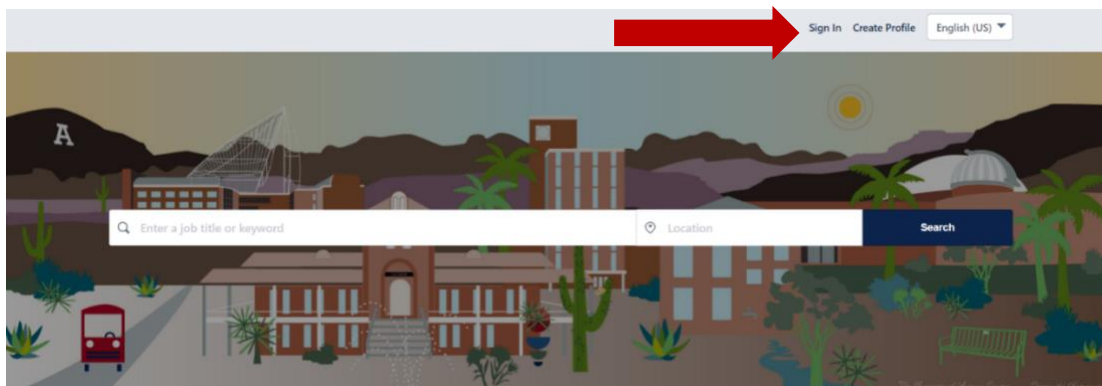 Sign In Create Profile English (US)
A
Enter a job title or keyword Location Search